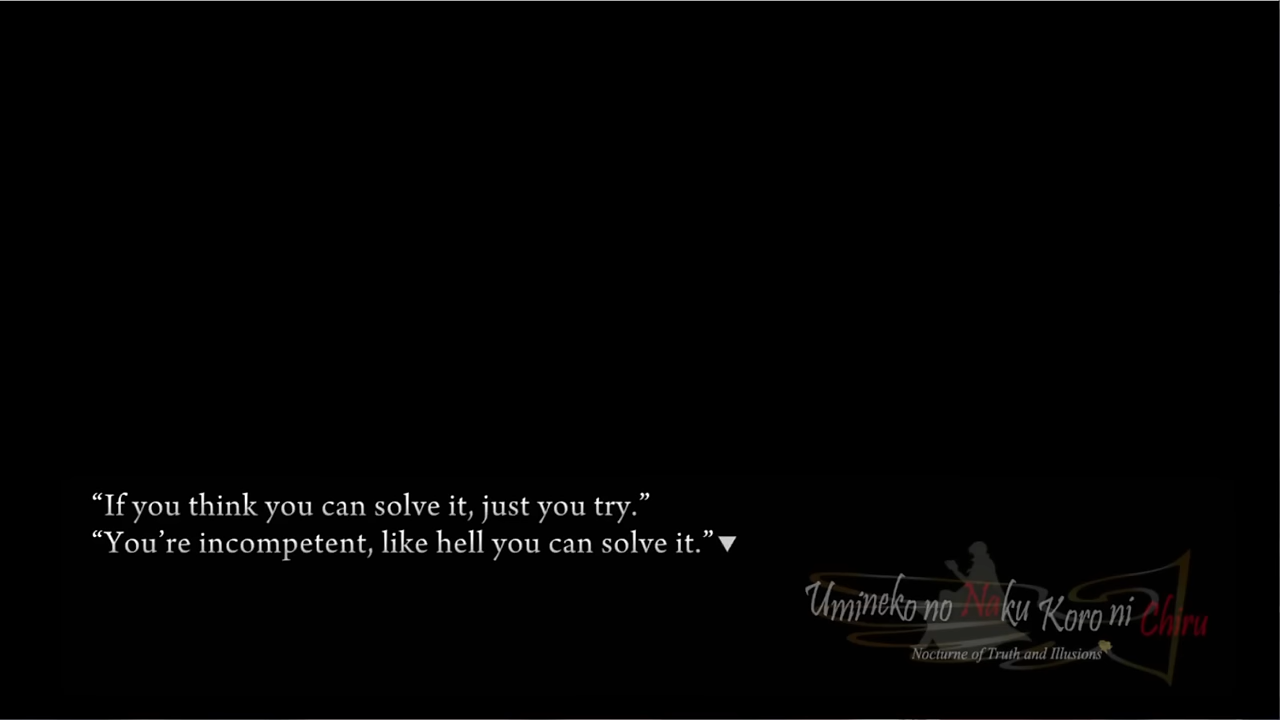 “If you think you can solve it, just you try.”
“You’re incompetent, like hell you can solve it.”
Umineko no Naku Koro ni Chiru
Nocturne of Truth and Illusions